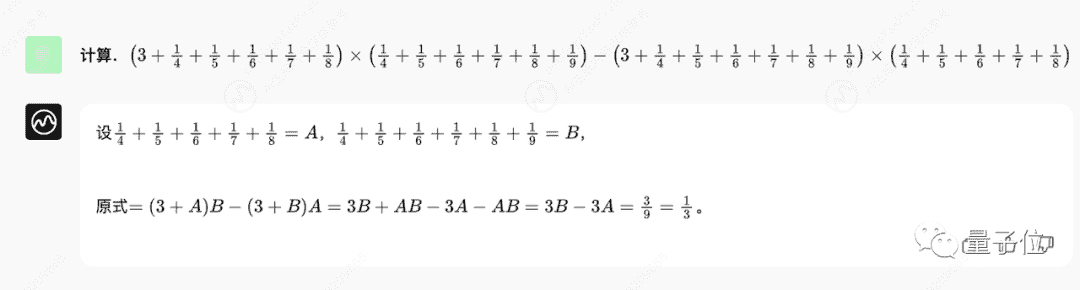 计算. (3 + 1/4 + 1/5 + 1/6 + 1/7 + 1/8) × (1/4 + 1/5 + 1/6 + 1/7 + 1/8 + 1/9) − (3 + 1/4 + 1/5 + 1/6 + 1/7 + 1/8 + 1/9) × (1/4 + 1/5 + 1/6 + 1/7 + 1/8)
设1/4 + 1/5 + 1/6 + 1/7 + 1/8 = A, 1/4 + 1/5 + 1/6 + 1/7 + 1/8 + 1/9 = B,
原式= (3 + A)B − (3 + B)A = 3B + AB − 3A − AB = 3B − 3A = 3/9 = 1/3。
量子位